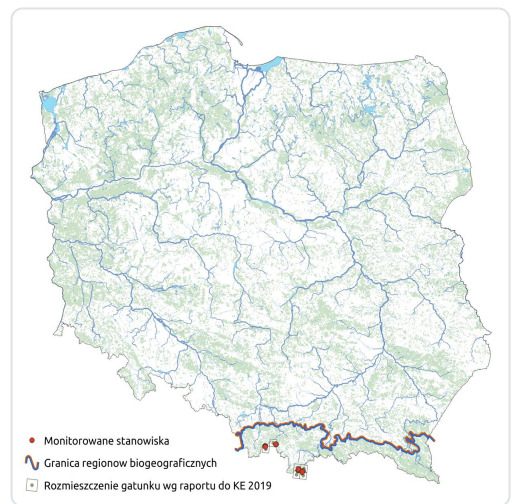 Monitorowane stanowiska
Granica regionow biogeograficznych
Rozmieszczenie gatunku wg raportu do KE 2019